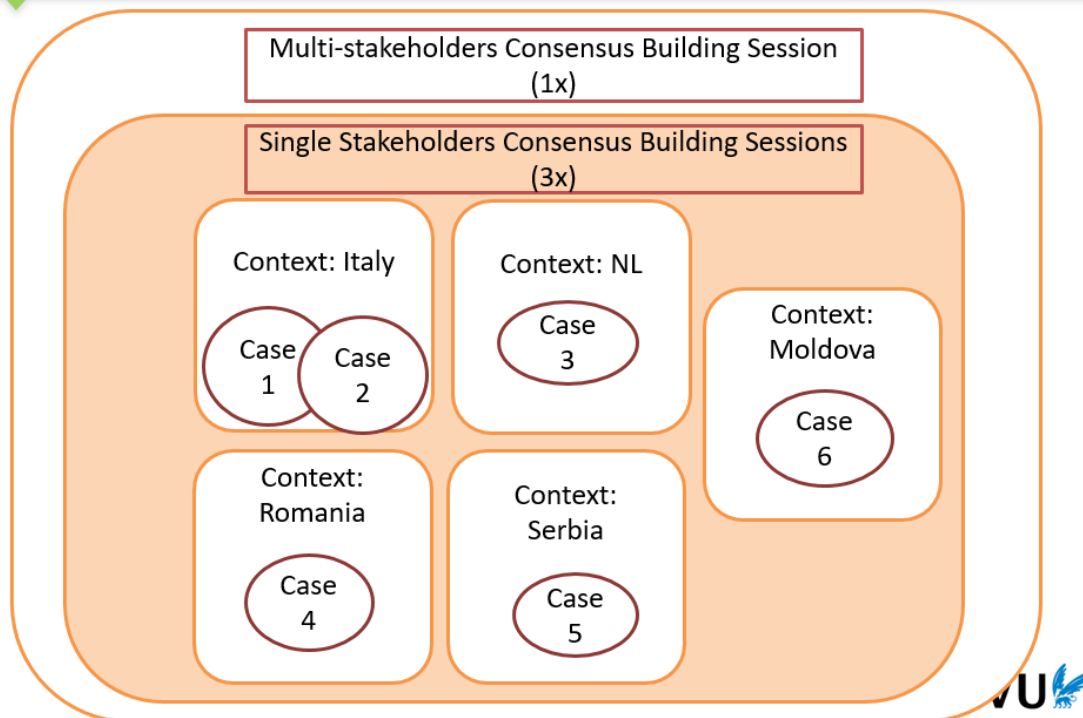 Multi-stakeholders Consensus Building Session
(1x)
Single Stakeholders Consensus Building Sessions
(3x)
Context: Italy
Case
1
Case
2
Context: NL
Case
3
Context:
Moldova
Case
6
Context:
Romania
Case
4
Context:
Serbia
Case
5
VU